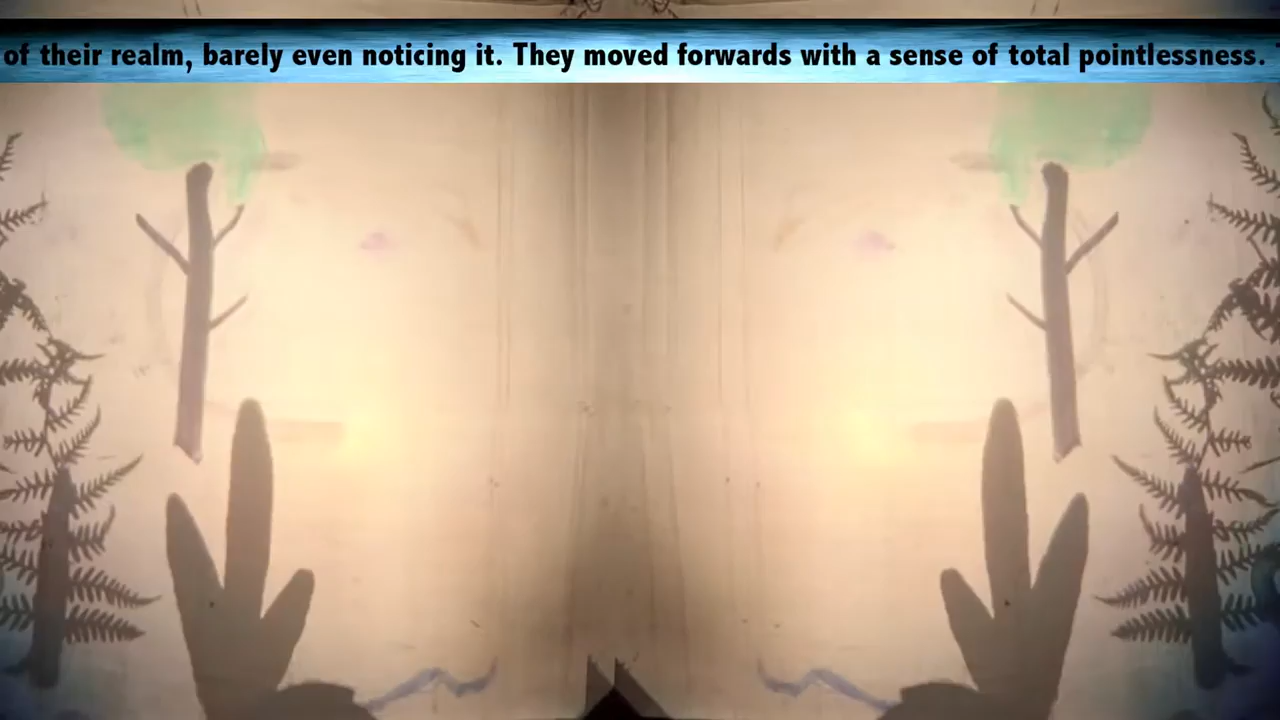 of their realm, barely even noticing it. They moved forwards with a sense of total pointlessness.